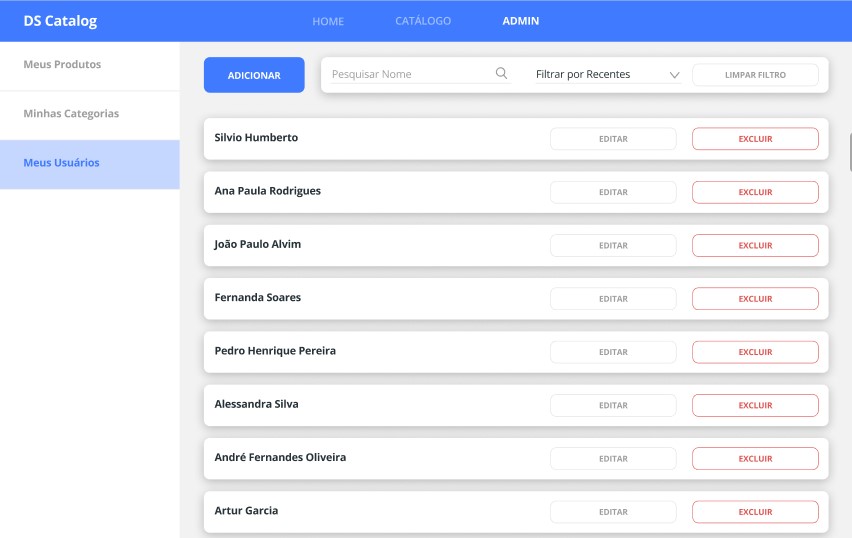 DS Catalog HOME CATÁLOGO ADMIN
Meus Produtos
Minhas Categorias
Meus Usuários
ADICIONAR Pesquisar Nome Filtrar por Recentes LIMPAR FILTRO
Silvio Humberto EDITAR EXCLUIR
Ana Paula Rodrigues EDITAR EXCLUIR
João Paulo Alvim EDITAR EXCLUIR
Fernanda Soares EDITAR EXCLUIR
Pedro Henrique Pereira EDITAR EXCLUIR
Alessandra Silva EDITAR EXCLUIR
André Fernandes Oliveira EDITAR EXCLUIR
Artur Garcia EDITAR EXCLUIR